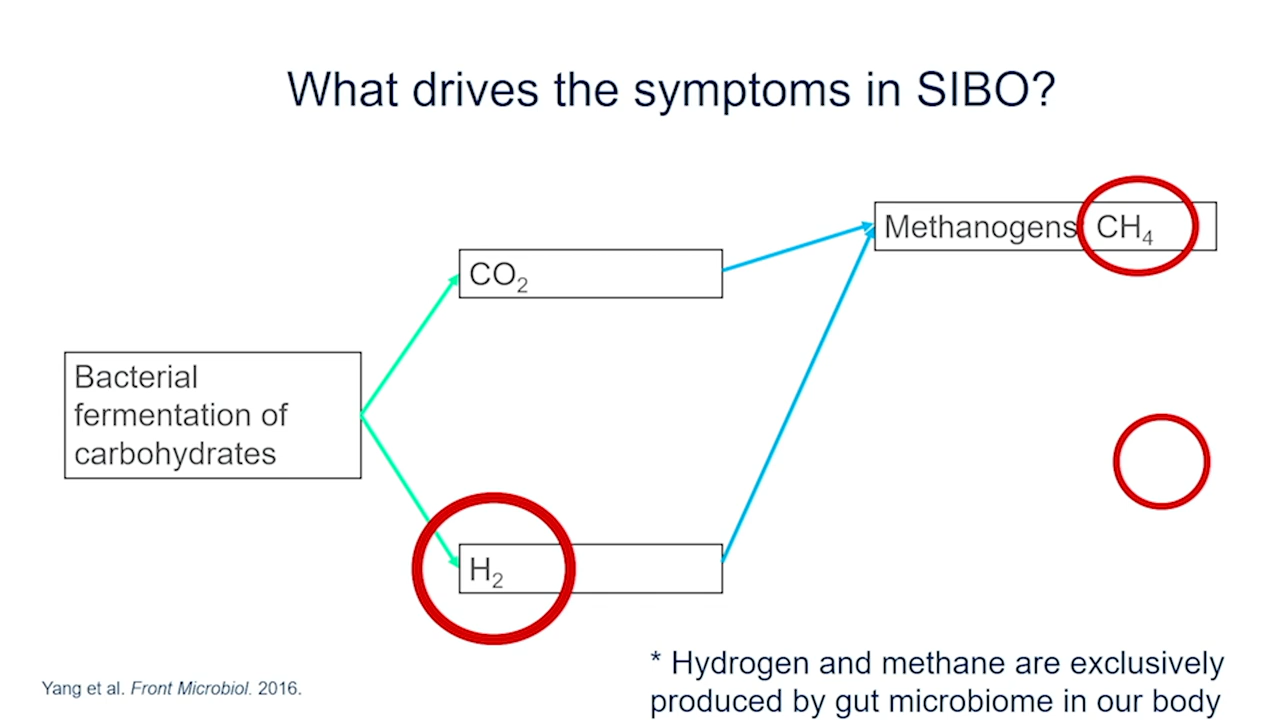 What drives the symptoms in SIBO?
Methanogens CH₄
CO₂
Bacterial
fermentation of
carbohydrates
H₂
* Hydrogen and methane are exclusively
produced by gut microbiome in our body
Yang et al. Front Microbiol. 2016.